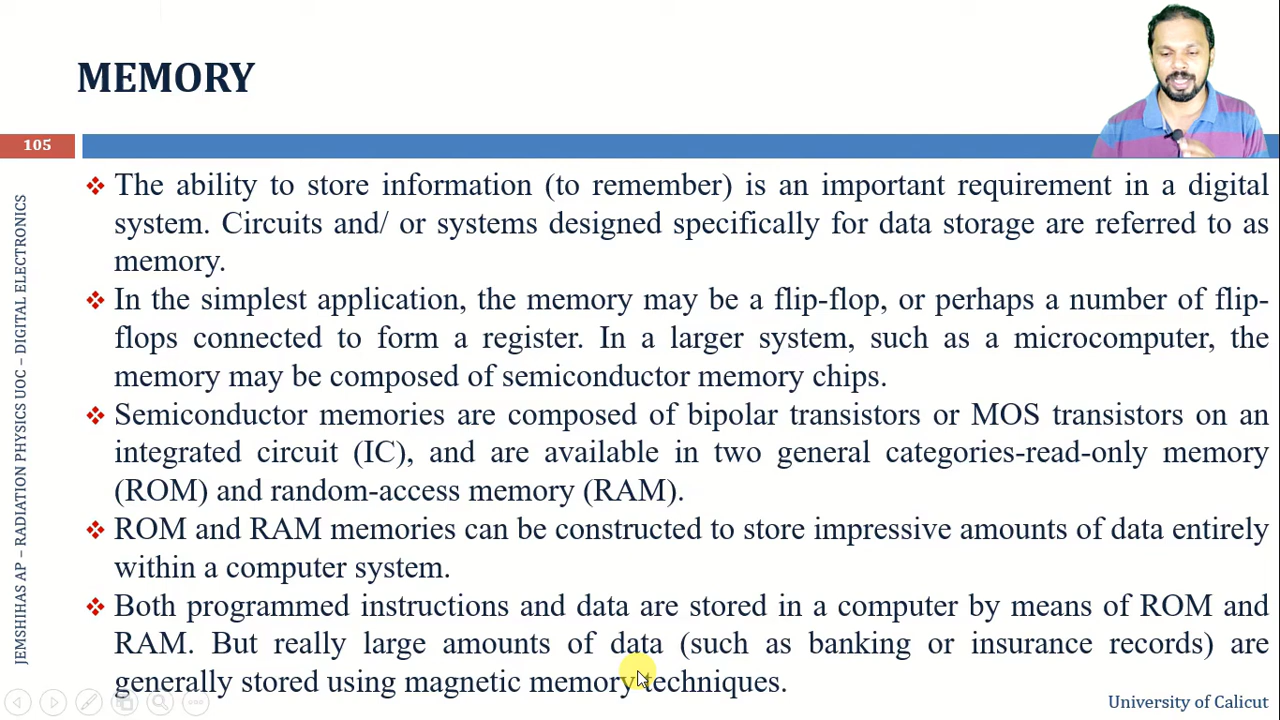 MEMORY
105
The ability to store information (to remember) is an important requirement in a digital
system. Circuits and/ or systems designed specifically for data storage are referred to as
memory.
In the simplest application, the memory may be a flip-flop, or perhaps a number of flip-
flops connected to form a register. In a larger system, such as a microcomputer, the
memory may be composed of semiconductor memory chips.
Semiconductor memories are composed of bipolar transistors or MOS transistors on an
integrated circuit (IC), and are available in two general categories-read-only memory
(ROM) and random-access memory (RAM).
ROM and RAM memories can be constructed to store impressive amounts of data entirely
within a computer system.
Both programmed instructions and data are stored in a computer by means of ROM and
RAM. But really large amounts of data (such as banking or insurance records) are
generally stored using magnetic memory techniques.
JEMSHIHAS AP – RADIATION PHYSICS UOC – DIGITAL ELECTRONICS
University of Calicut